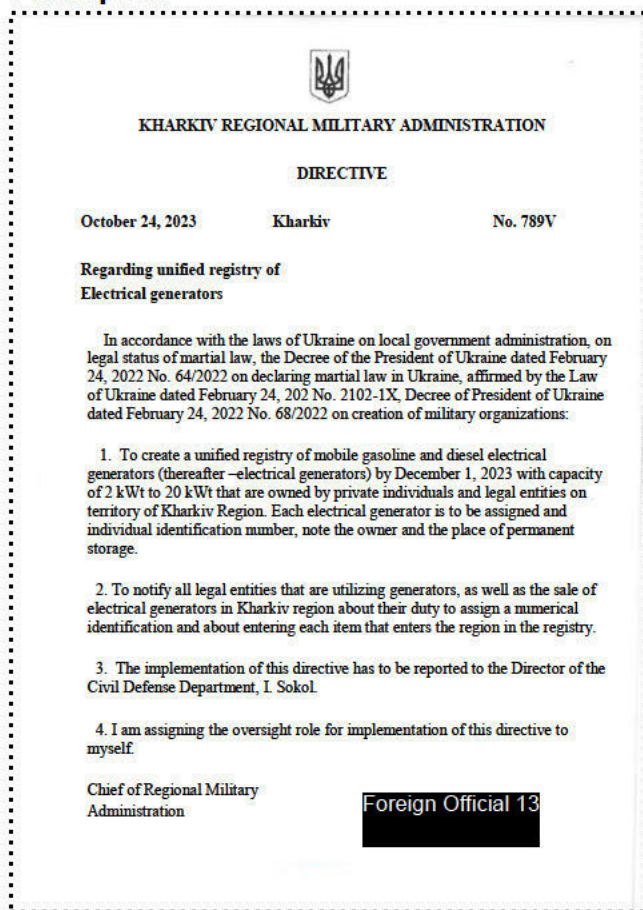 KHARKIV REGIONAL MILITARY ADMINISTRATION
DIRECTIVE
October 24, 2023 Kharkiv No. 789V
Regarding unified registry of
Electrical generators
In accordance with the laws of Ukraine on local government administration, on
legal status of martial law, the Decree of the President of Ukraine dated February
24, 2022 No. 64/2022 on declaring martial law in Ukraine, affirmed by the Law
of Ukraine dated February 24, 202 No. 2102-1X, Decree of President of Ukraine
dated February 24, 2022 No. 68/2022 on creation of military organizations:
1. To create a unified registry of mobile gasoline and diesel electrical
generators (thereafter –electrical generators) by December 1, 2023 with capacity
of 2 kWt to 20 kWt that are owned by private individuals and legal entities on
territory of Kharkiv Region. Each electrical generator is to be assigned and
individual identification number, note the owner and the place of permanent
storage.
2. To notify all legal entities that are utilizing generators, as well as the sale of
electrical generators in Kharkiv region about their duty to assign a numerical
identification and about entering each item that enters the region in the registry.
3. The implementation of this directive has to be reported to the Director of the
Civil Defense Department, I. Sokol.
4. I am assigning the oversight role for implementation of this directive to
myself.
Chief of Regional Military
Administration
Foreign Official 13